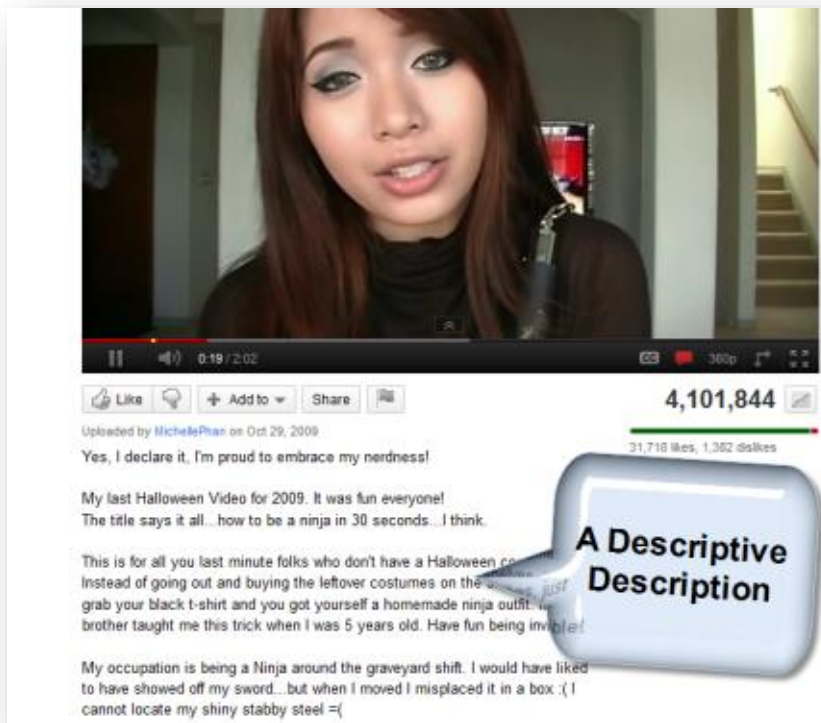 0:19 / 2:02
CC
360p
Like
Add to
Share
4,101,844
Uploaded by MichellePhan on Oct 29, 2009
31,718 likes, 1,362 dislikes
Yes, I declare it, I'm proud to embrace my nerdness!
My last Halloween Video for 2009. It was fun everyone!
The title says it all...how to be a ninja in 30 seconds...I think.
This is for all you last minute folks who don't have a Halloween
Instead of going out and buying the leftover costumes on the just
grab your black t-shirt and you got yourself a homemade ninja outfit.
brother taught me this trick when I was 5 years old. Have fun being
My occupation is being a Ninja around the graveyard shift. I would have liked
to have showed off my sword...but when I moved I misplaced it in a box :( I
cannot locate my shiny stabby steel =(
A Descriptive
Description